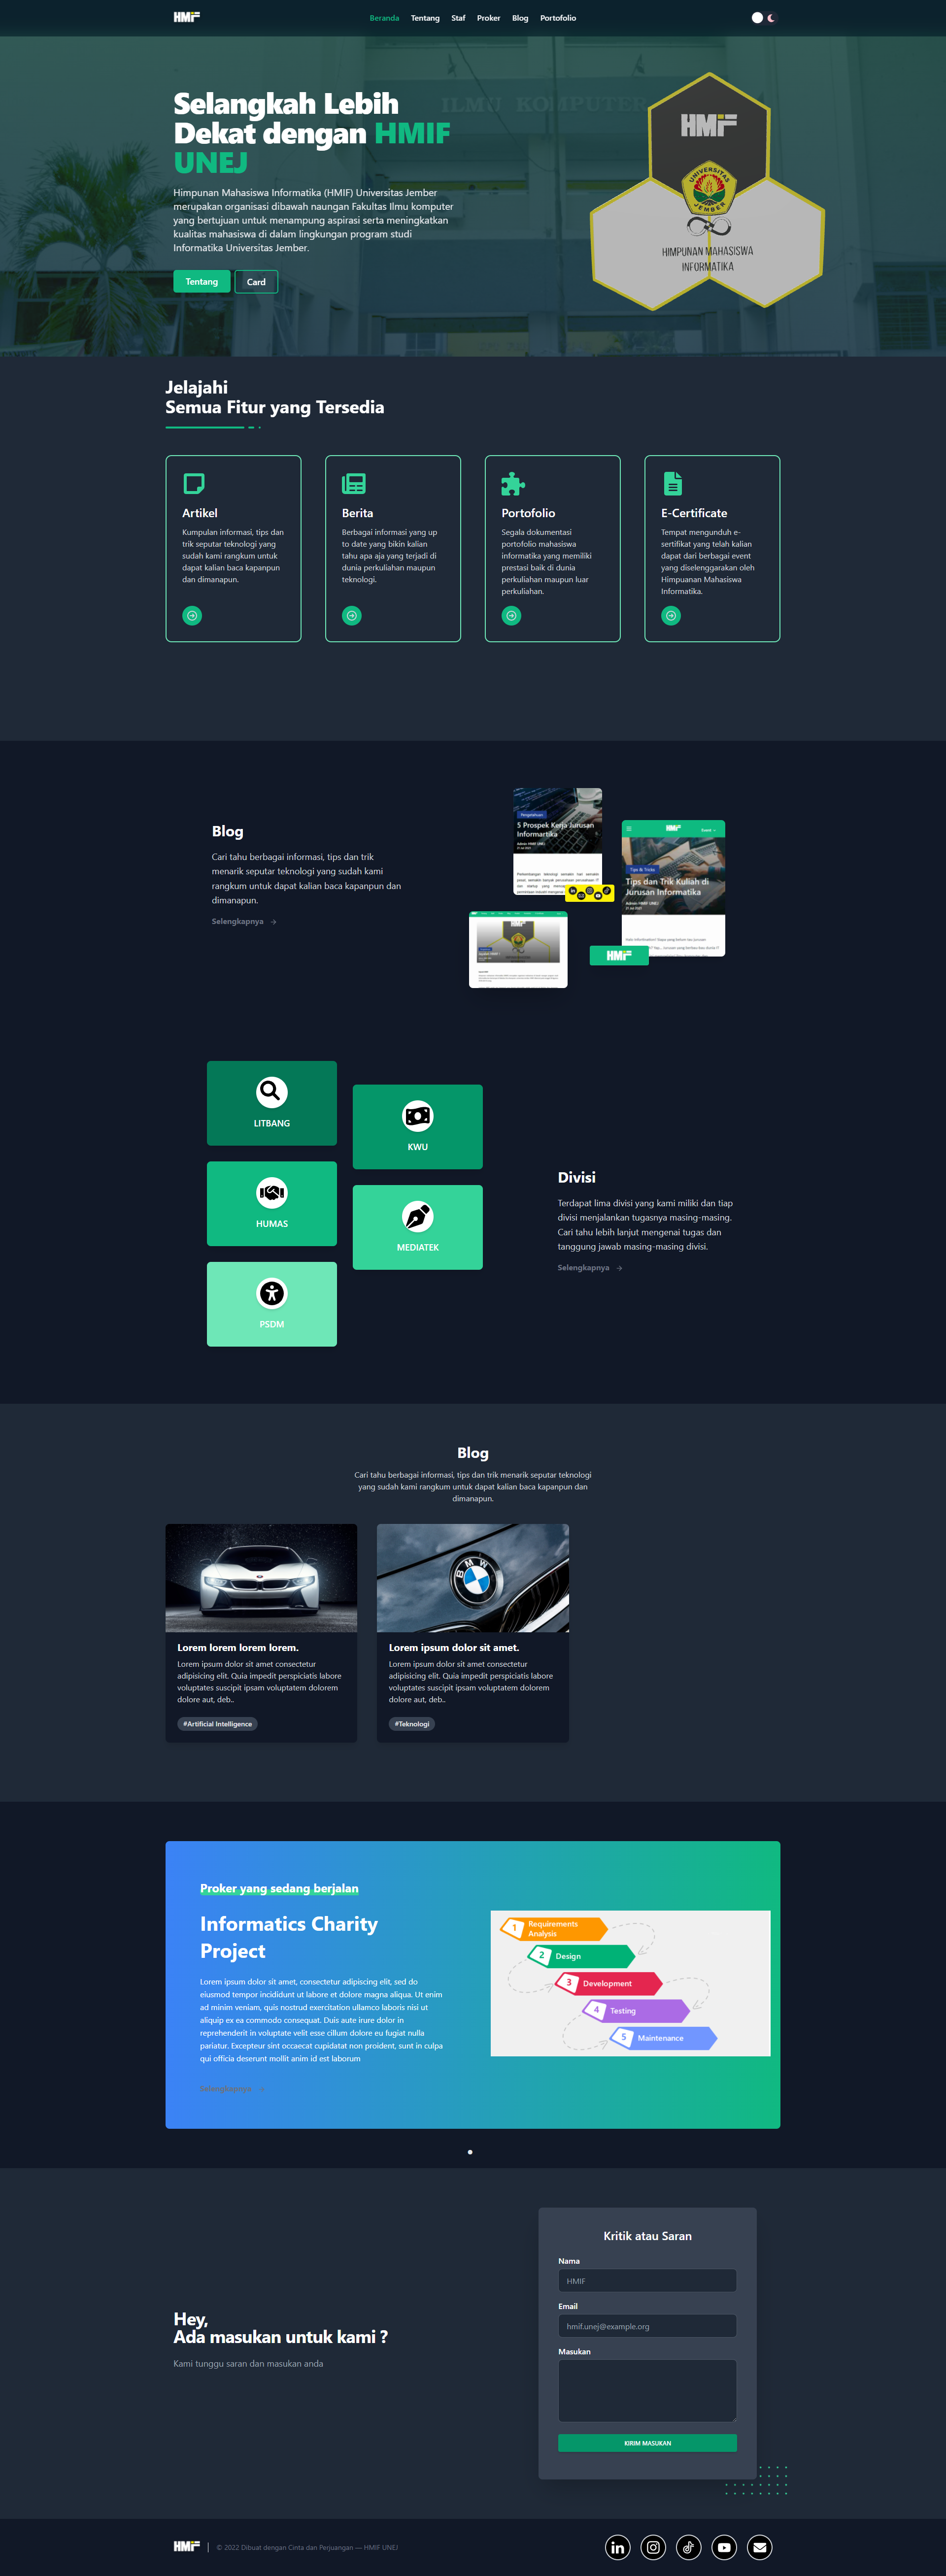 HMIF
Beranda Tentang Staf Proker Blog Portofolio
ILMU KOMPUTER
Selangkah Lebih
Dekat dengan HMIF
UNEJ
Himpunan Mahasiswa Informatika (HMIF) Universitas Jember
merupakan organisasi dibawah naungan Fakultas Ilmu komputer
yang bertujuan untuk menampung aspirasi serta meningkatkan
kualitas mahasiswa di dalam lingkungan program studi
Informatika Universitas Jember.
Tentang Card
HMIF
UNIVERSITAS
JEMBER
HIMPUNAN MAHASISWA
INFORMATIKA
Jelajahi
Semua Fitur yang Tersedia
Artikel
Kumpulan informasi, tips dan
trik seputar teknologi yang
sudah kami rangkum untuk
dapat kalian baca kapanpun
dan dimanapun.
Berita
Berbagai informasi yang up
to date yang bikin kalian
tahu apa aja yang terjadi di
dunia perkuliahan maupun
teknologi.
Portofolio
Segala dokumentasi
portofolio mahasiswa
informatika yang memiliki
prestasi baik di dunia
perkuliahan maupun luar
perkuliahan.
E-Certificate
Tempat mengunduh e-
sertifikat yang telah kalian
dapat dari berbagai event
yang diselenggarakan oleh
Himpuanan Mahasiswa
Informatika.
Blog
Cari tahu berbagai informasi, tips dan trik
menarik seputar teknologi yang sudah kami
rangkum untuk dapat kalian baca kapanpun dan
dimanapun.
Selengkapnya
Pengetahuan
5 Prospek Kerja Jurusan
Informartika
Admin HMIF UNEJ
HMIF
Tips & Tricks
Tips dan Trik Kuliah di
Jurusan Informatika
Admin HMIF UNEJ
HMIF
LITBANG
KWU
HUMAS
MEDIATEK
PSDM
Divisi
Terdapat lima divisi yang kami miliki dan tiap
divisi menjalankan tugasnya masing-masing.
Cari tahu lebih lanjut mengenai tugas dan
tanggung jawab masing-masing divisi.
Selengkapnya
Blog
Cari tahu berbagai informasi, tips dan trik menarik seputar teknologi
yang sudah kami rangkum untuk dapat kalian baca kapanpun dan
dimanapun.
BMW
Lorem lorem lorem lorem.
Lorem ipsum dolor sit amet consectetur
adipisicing elit. Quia impedit perspiciatis labore
voluptates suscipit ipsam voluptatem dolorem
dolore aut, deb..
#Artificial Intelligence
Lorem ipsum dolor sit amet.
Lorem ipsum dolor sit amet consectetur
adipisicing elit. Quia impedit perspiciatis labore
voluptates suscipit ipsam voluptatem dolorem
dolore aut, deb..
#Teknologi
Proker yang sedang berjalan
Informatics Charity
Project
Lorem ipsum dolor sit amet, consectetur adipiscing elit, sed do
eiusmod tempor incididunt ut labore et dolore magna aliqua. Ut enim
ad minim veniam, quis nostrud exercitation ullamco laboris nisi ut
aliquip ex ea commodo consequat. Duis aute irure dolor in
reprehenderit in voluptate velit esse cillum dolore eu fugiat nulla
pariatur. Excepteur sint occaecat cupidatat non proident, sunt in culpa
qui officia deserunt mollit anim id est laborum
Selengkapnya
1 Requirements
Analysis
2 Design
3 Development
4 Testing
5 Maintenance
Hey,
Ada masukan untuk kami ?
Kami tunggu saran dan masukan anda
Kritik atau Saran
Nama
HMIF
Email
hmif.unej@example.org
Masukan
KIRIM MASUKAN
HMIF
© 2022 Dibuat dengan Cinta dan Perjuangan — HMIF UNEJ